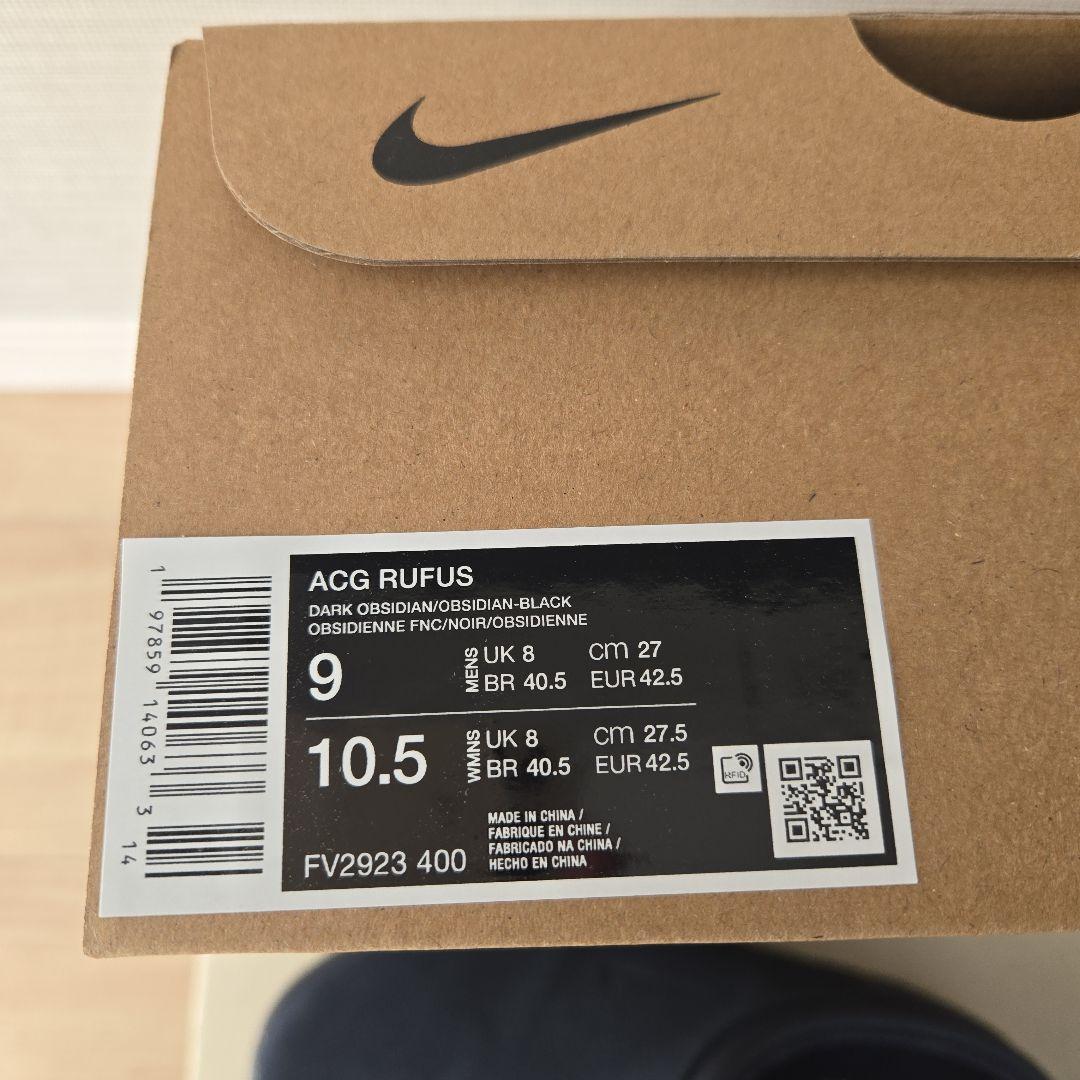 ACG RUFUS
DARK OBSIDIAN/OBSIDIAN-BLACK
OBSIDIENNE FNC/NOIR/OBSIDIENNE
9
MENS
UK 8 cm 27
BR 40.5 EUR 42.5
10.5
WMNS
UK 8 cm 27.5
BR 40.5 EUR 42.5
RFID
MADE IN CHINA /
FABRIQUE EN CHINE /
FABRICADO NA CHINA /
HECHO EN CHINA
FV2923 400
1 97859 14063 3 14